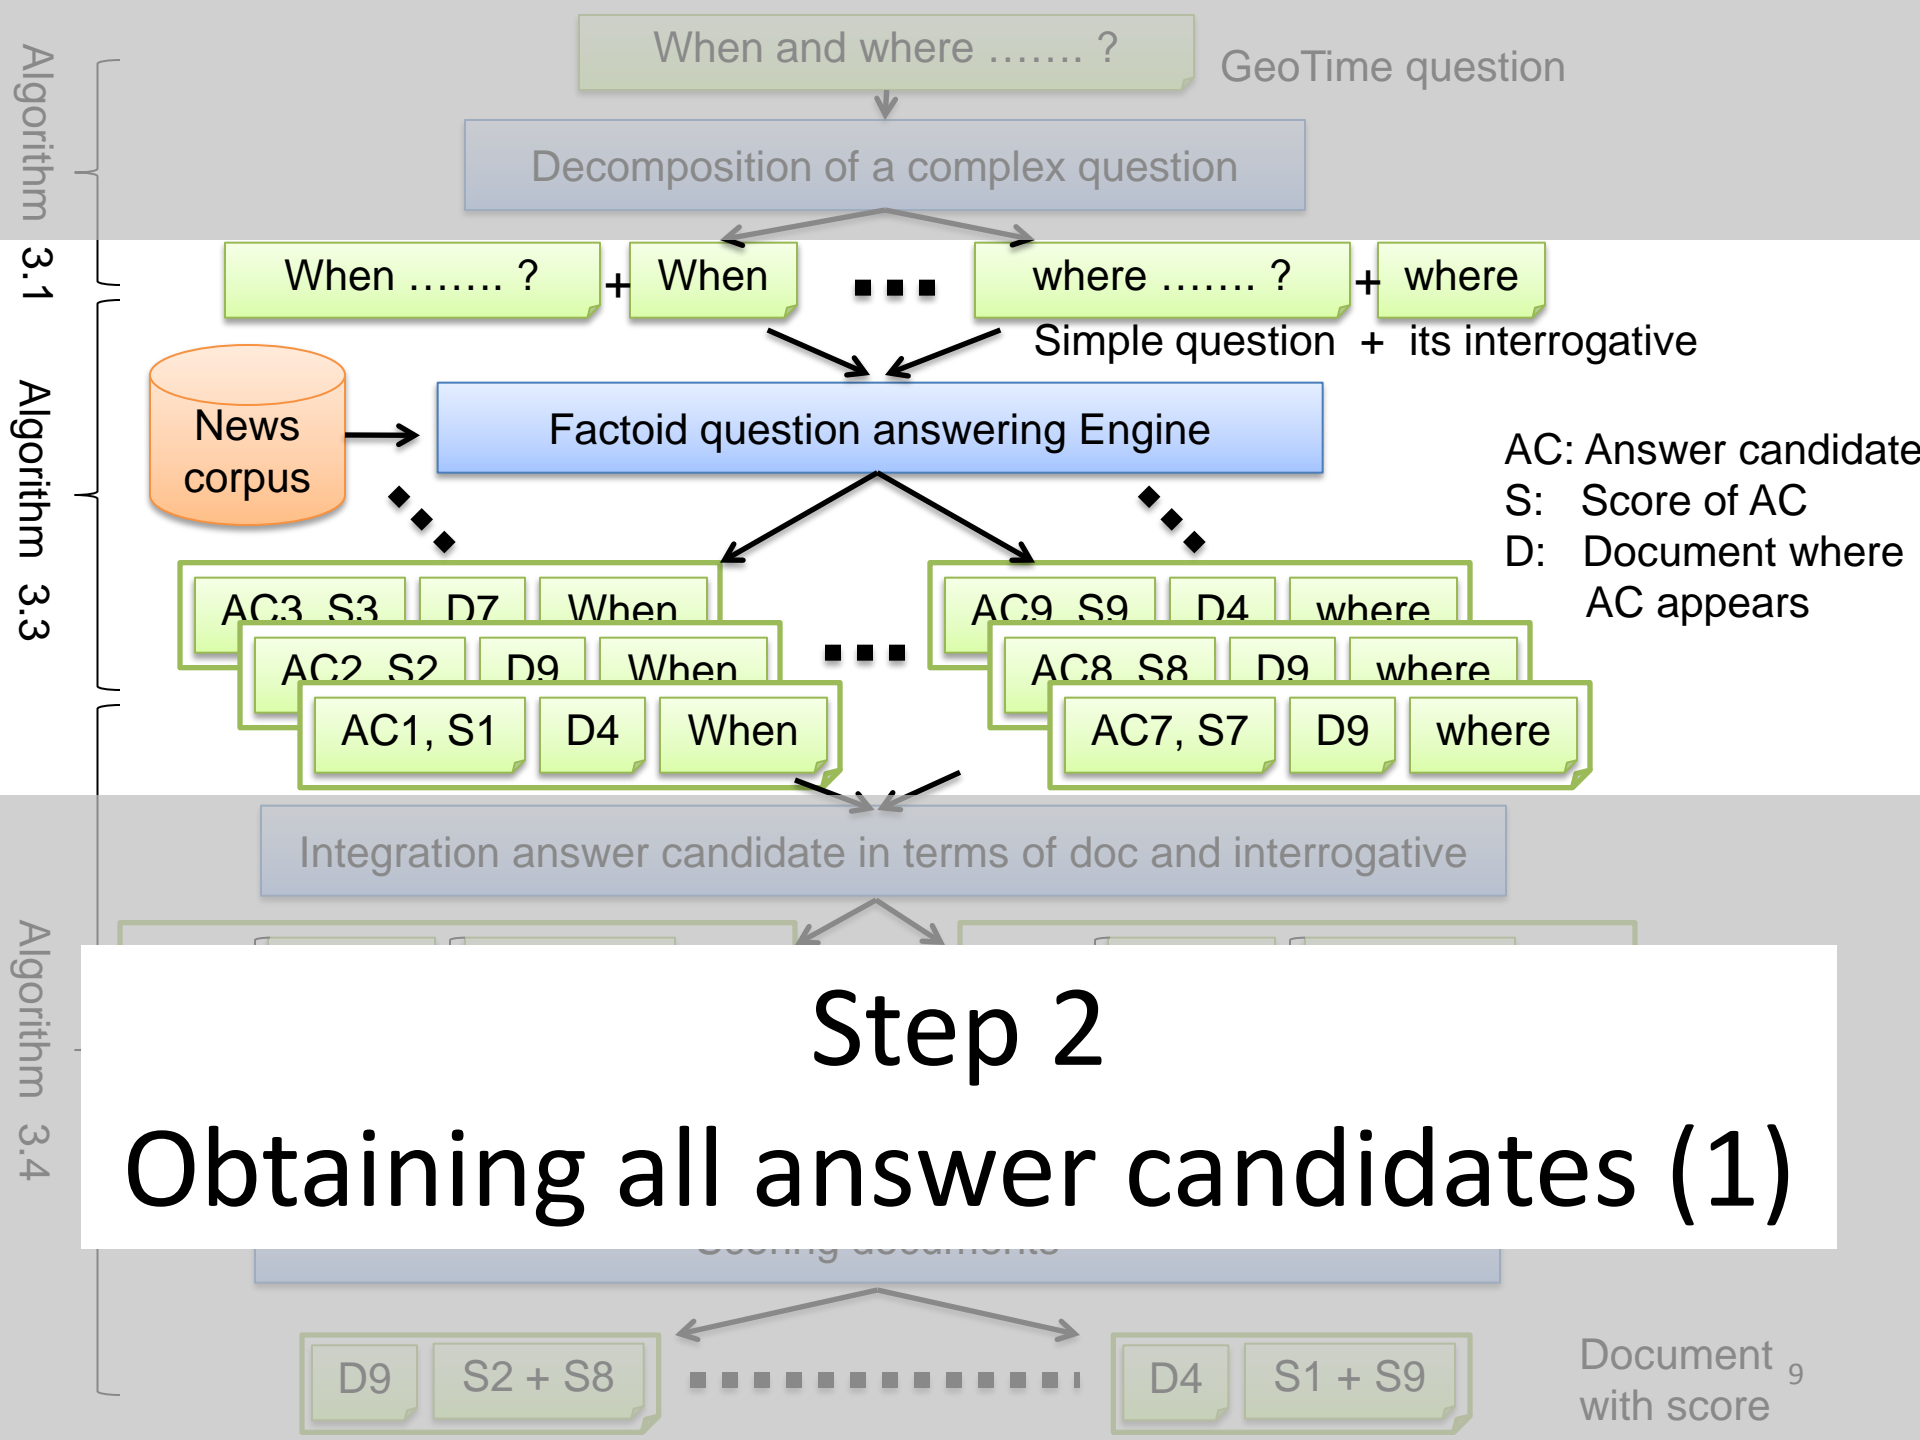 When and where ....... ?
GeoTime question
Algorithm 3.1
Decomposition of a complex question
When ....... ? + When
where ....... ? + where
Simple question + its interrogative
News
corpus
Factoid question answering Engine
Algorithm 3.3
AC: Answer candidate
S: Score of AC
D: Document where
AC appears
AC3, S3 D7 When
AC2, S2 D9 When
AC1, S1 D4 When
AC9, S9 D4 where
AC8, S8 D9 where
AC7, S7 D9 where
Integration answer candidate in terms of doc and interrogative
Algorithm 3.4
Step 2
Obtaining all answer candidates (1)
Scoring documents
D9 S2 + S8
D4 S1 + S9
Document
with score
9